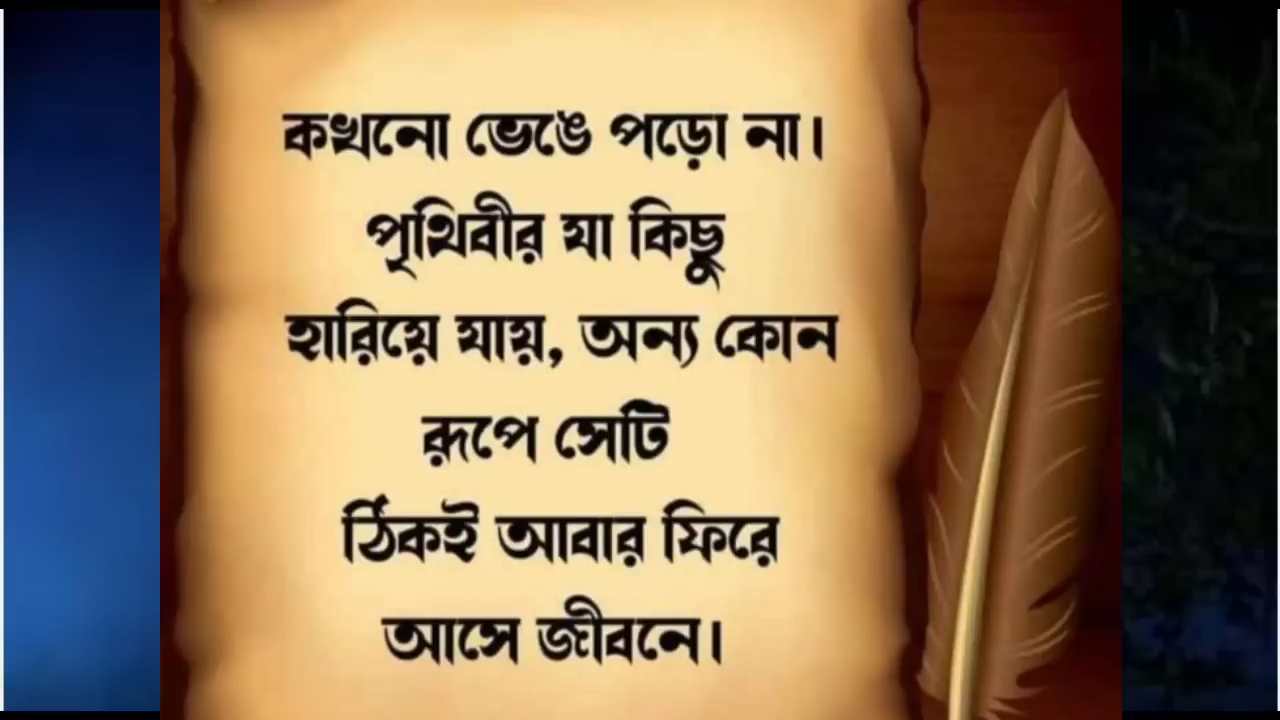 কখনো ভেঙে পড়ো না।
পৃথিবীর যা কিছু
হারিয়ে যায়, অন্য কোন
রূপে সেটি
ঠিকই আবার ফিরে
আসে জীবনে।